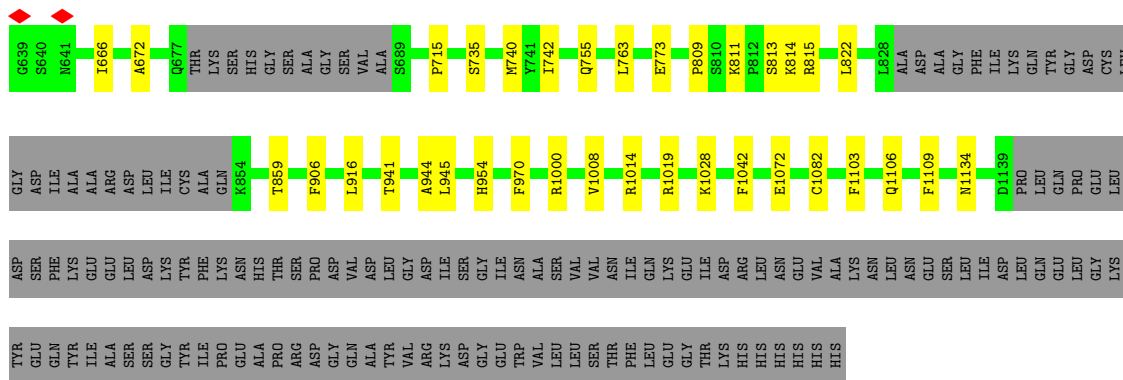 G639 S640 N641 I666 A672 Q677 THR LYS SER HIS GLY SER ALA GLY SER VAL ALA S689 P715 S735 M740 Y741 I742 Q755 L763 E773 P809 S810 K811 P812 S813 K814 R815 L822 L828 ALA ASP ALA GLY PHE ILE LYS GLN TYR GLY ASP CYS
GLY ASP ILE ALA ALA ARG ASP LEU ILE CYS ALA GLN K854 T859 F906 L916 T941 A944 L945 H954 F970 R1000 V1008 R1014 R1019 K1028 F1042 E1072 C1082 F1103 Q1106 F1109 N1134 D1139 PRO LEU GLN PRO GLU LEU
ASP SER PHE LYS GLU GLU LEU ASP LYS TYR PHE LYS ASN HIS THR SER PRO ASP VAL ASP LEU GLY ASP ILE SER GLY ILE ASN ALA SER VAL VAL ASN ILE GLN LYS GLU ILE ASP ARG LEU ASN GLU VAL ALA LYS ASN LEU ASN GLU SER LEU ILE ASP LEU GLN GLU LEU GLY LYS
TYR GLU GLN TYR ILE ALA SER SER GLY TYR ILE PRO GLU ALA PRO ARG ASP GLY GLN ALA TYR VAL ARG LYS ASP GLY GLU TRP VAL LEU LEU SER THR PHE LEU GLU GLY THR LYS HIS HIS HIS HIS HIS HIS